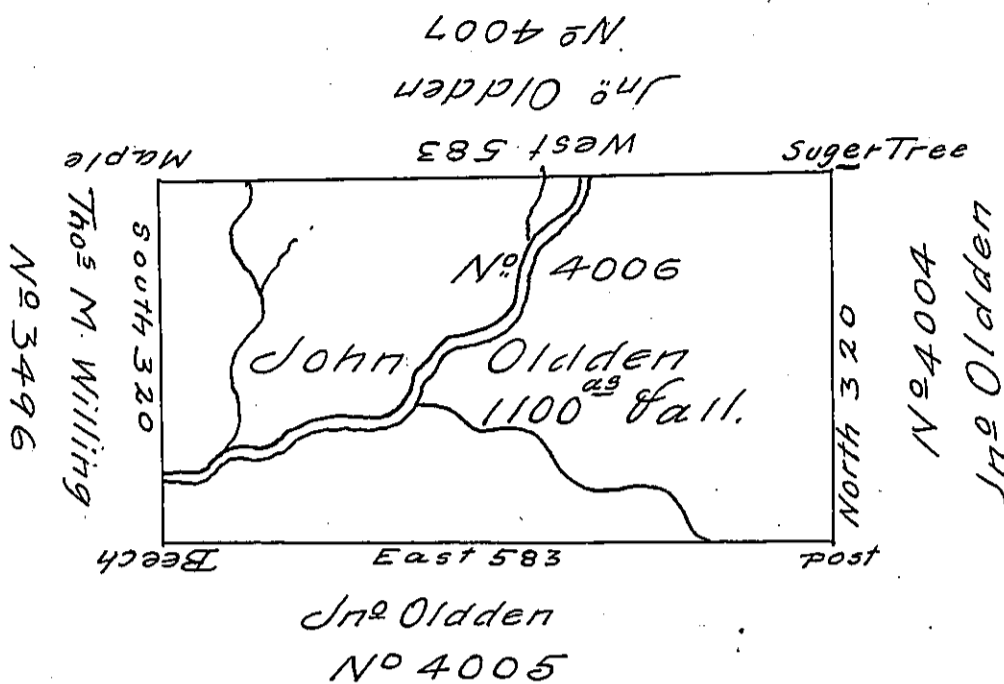 Nº 4007
Jnº Oldden
West 583
Maple
Suger Tree
South 320
Thoˢ M. Willing
Nº 3496
Nº 4006
John Oldden
1100 ᵃˢ & all.
North 320
Nº 4004
Jnº Oldden
Beech
East 583
post
Jnº Oldden
Nº 4005